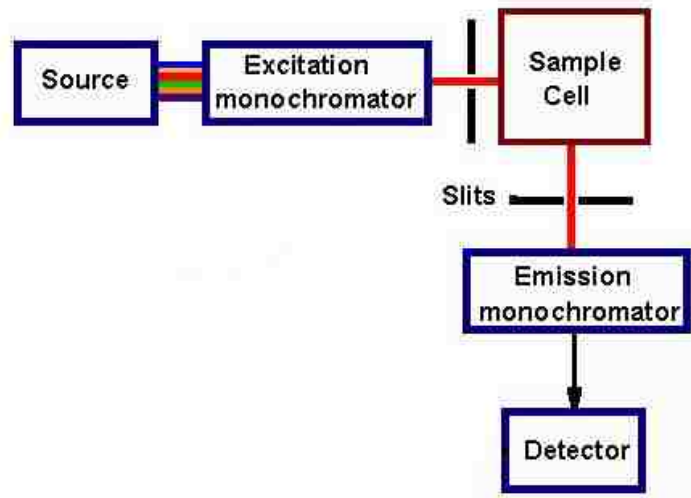 Source
Excitation
monochromator
Sample
Cell
Slits
Emission
monochromator
Detector